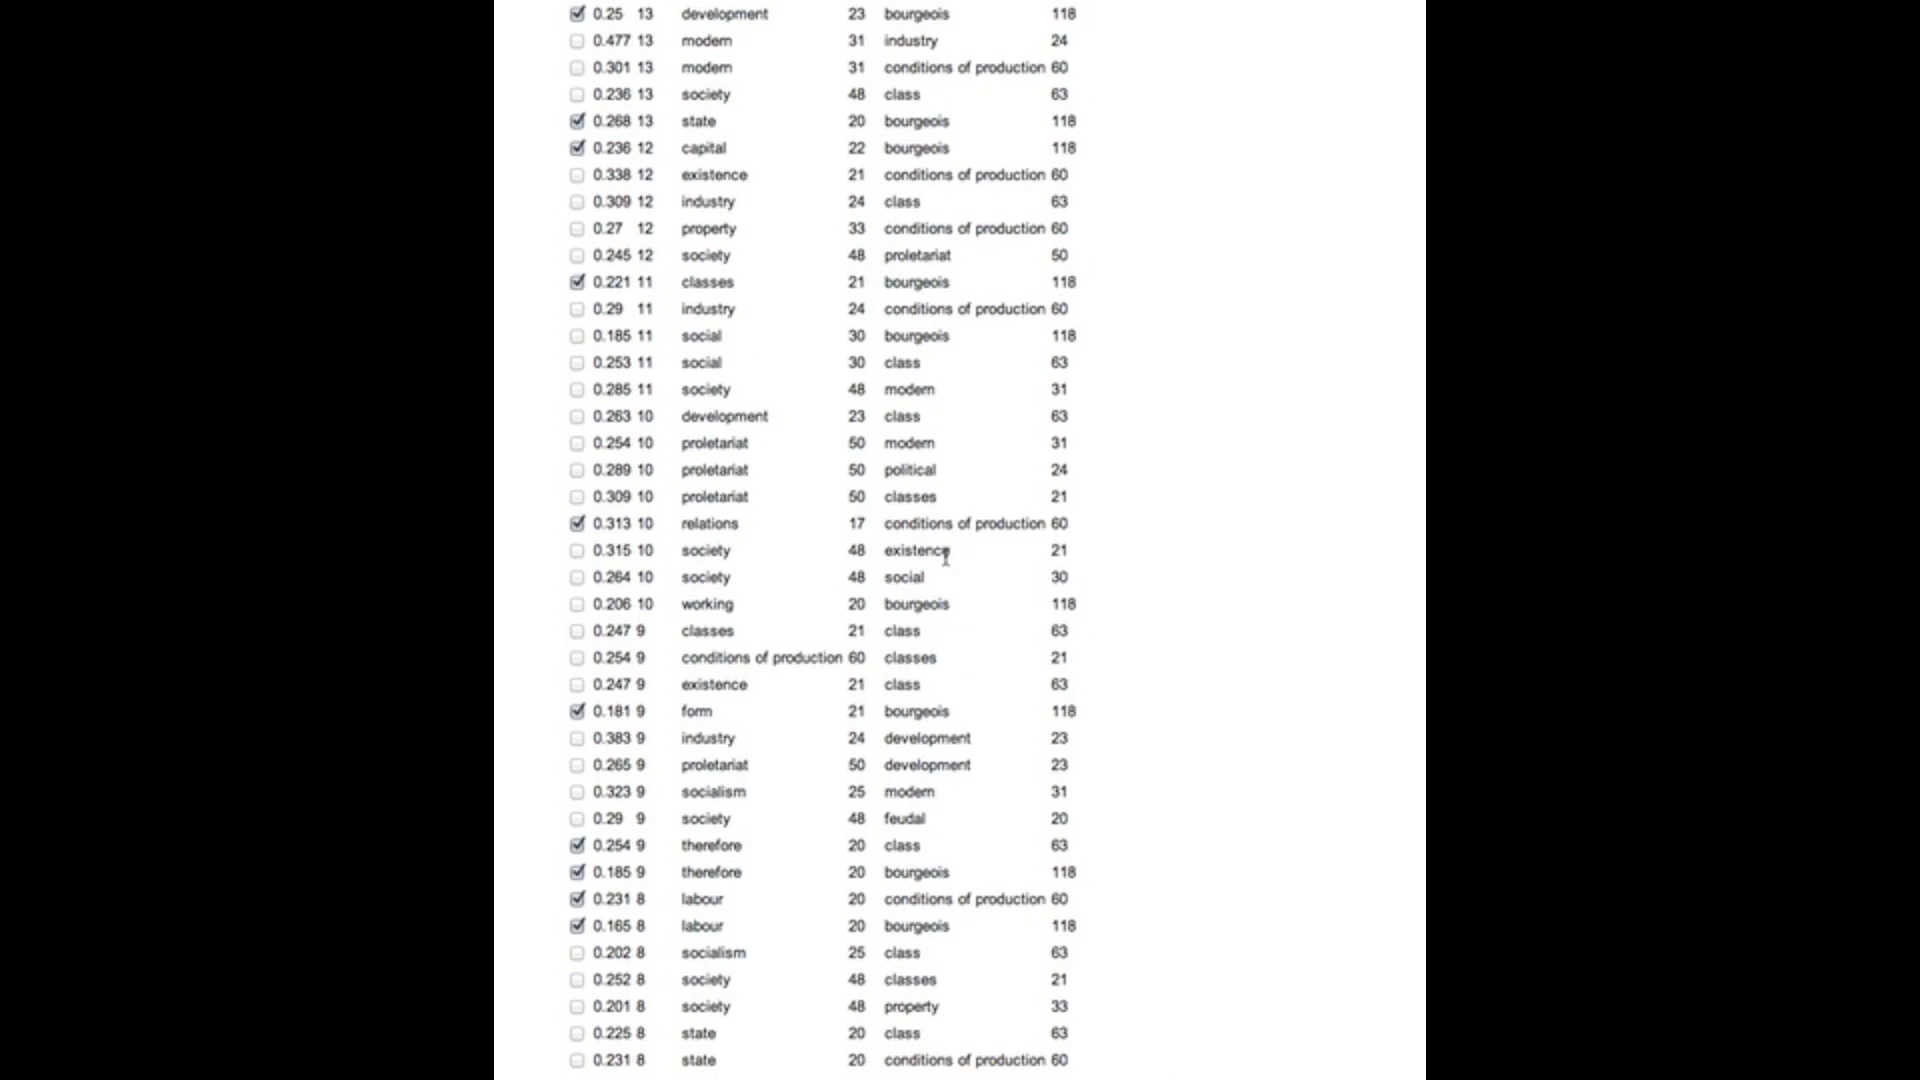 0.25 13 development 23 bourgeois 118
0.477 13 modern 31 industry 24
0.301 13 modern 31 conditions of production 60
0.236 13 society 48 class 63
0.268 13 state 20 bourgeois 118
0.236 12 capital 22 bourgeois 118
0.338 12 existence 21 conditions of production 60
0.309 12 industry 24 class 63
0.27 12 property 33 conditions of production 60
0.245 12 society 48 proletariat 50
0.221 11 classes 21 bourgeois 118
0.29 11 industry 24 conditions of production 60
0.185 11 social 30 bourgeois 118
0.253 11 social 30 class 63
0.285 11 society 48 modern 31
0.263 10 development 23 class 63
0.254 10 proletariat 50 modern 31
0.289 10 proletariat 50 political 24
0.309 10 proletariat 50 classes 21
0.313 10 relations 17 conditions of production 60
0.315 10 society 48 existence 21
0.264 10 society 48 social 30
0.206 10 working 20 bourgeois 118
0.247 9 classes 21 class 63
0.254 9 conditions of production 60 classes 21
0.247 9 existence 21 class 63
0.181 9 form 21 bourgeois 118
0.383 9 industry 24 development 23
0.265 9 proletariat 50 development 23
0.323 9 socialism 25 modern 31
0.29 9 society 48 feudal 20
0.254 9 therefore 20 class 63
0.185 9 therefore 20 bourgeois 118
0.231 8 labour 20 conditions of production 60
0.165 8 labour 20 bourgeois 118
0.202 8 socialism 25 class 63
0.252 8 society 48 classes 21
0.201 8 society 48 property 33
0.225 8 state 20 class 63
0.231 8 state 20 conditions of production 60